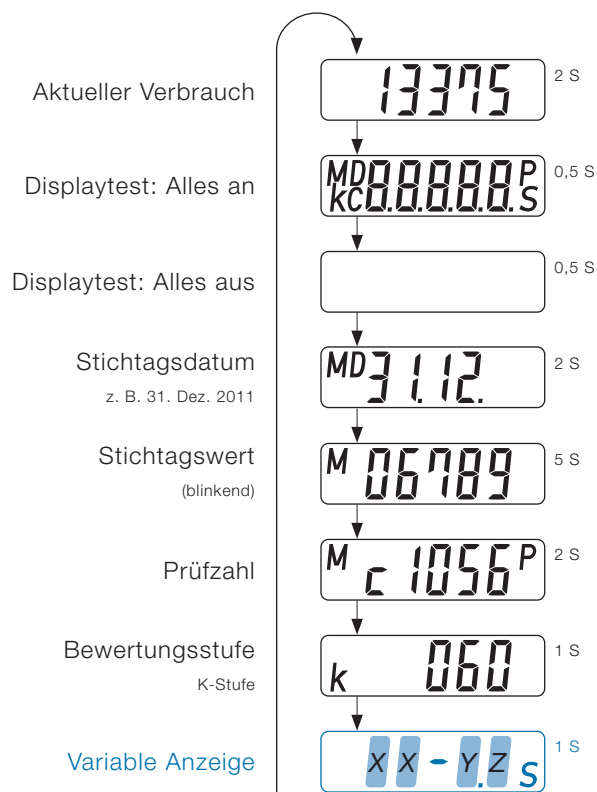 Aktueller Verbrauch
13375
2 S
Displaytest: Alles an
MD
kC
8.8.8.8.8.
P
S
0,5 S
Displaytest: Alles aus
0,5 S
Stichtagsdatum
z. B. 31. Dez. 2011
MD 31.12.
2 S
Stichtagswert
(blinkend)
M 06789
5 S
Prüfzahl
M c 1056 P
2 S
Bewertungsstufe
K-Stufe
k 060
1 S
Variable Anzeige
XX-Y.Z S
1 S